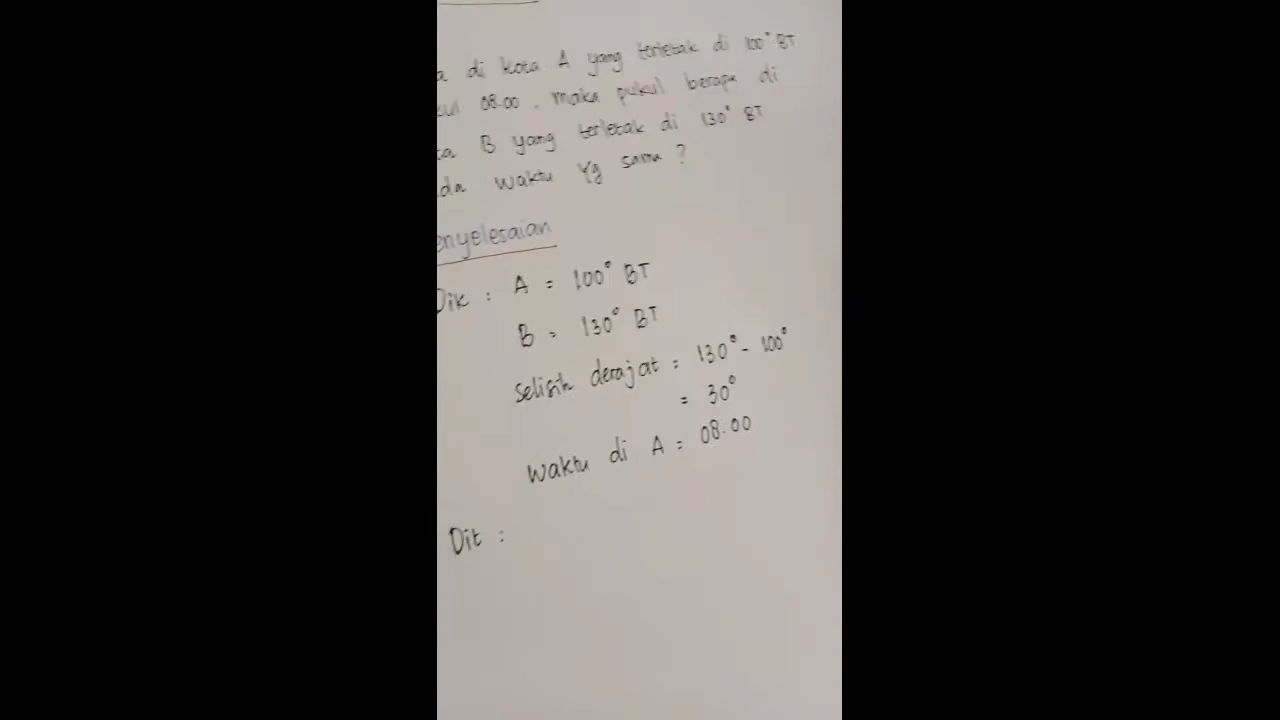 a di kota A yang terletak di 100° BT
kul 08.00. maka pukul berapa di
ta B yang terletak di 130° BT
da waktu yg sama ?
enyelesaian
Dik : A = 100° BT
B = 130° BT
selisih derajat = 130° - 100°
= 30°
waktu di A = 08.00
Dit :